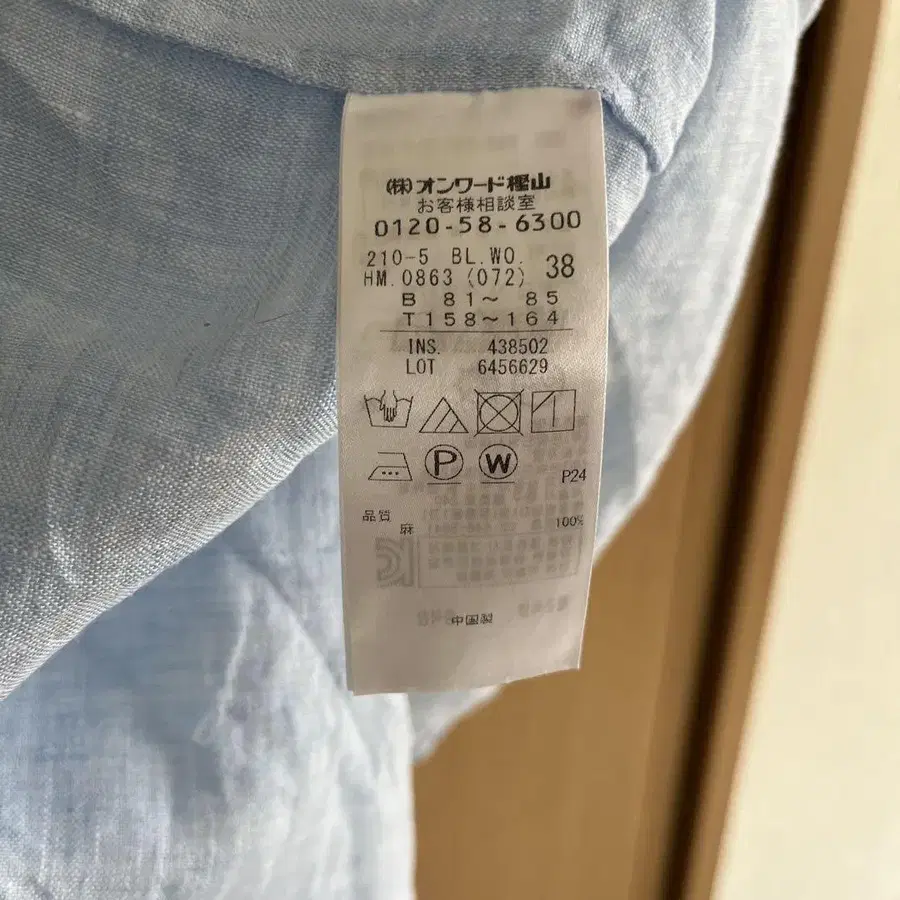 (株)オンワード樫山
お客様相談室
0120-58-6300
210-5 BL.WO.
HM.0863 (072) 38
B 81～ 85
T158～164
INS. 438502
LOT 6456629
P W
P24
品質
麻 100%
中国製